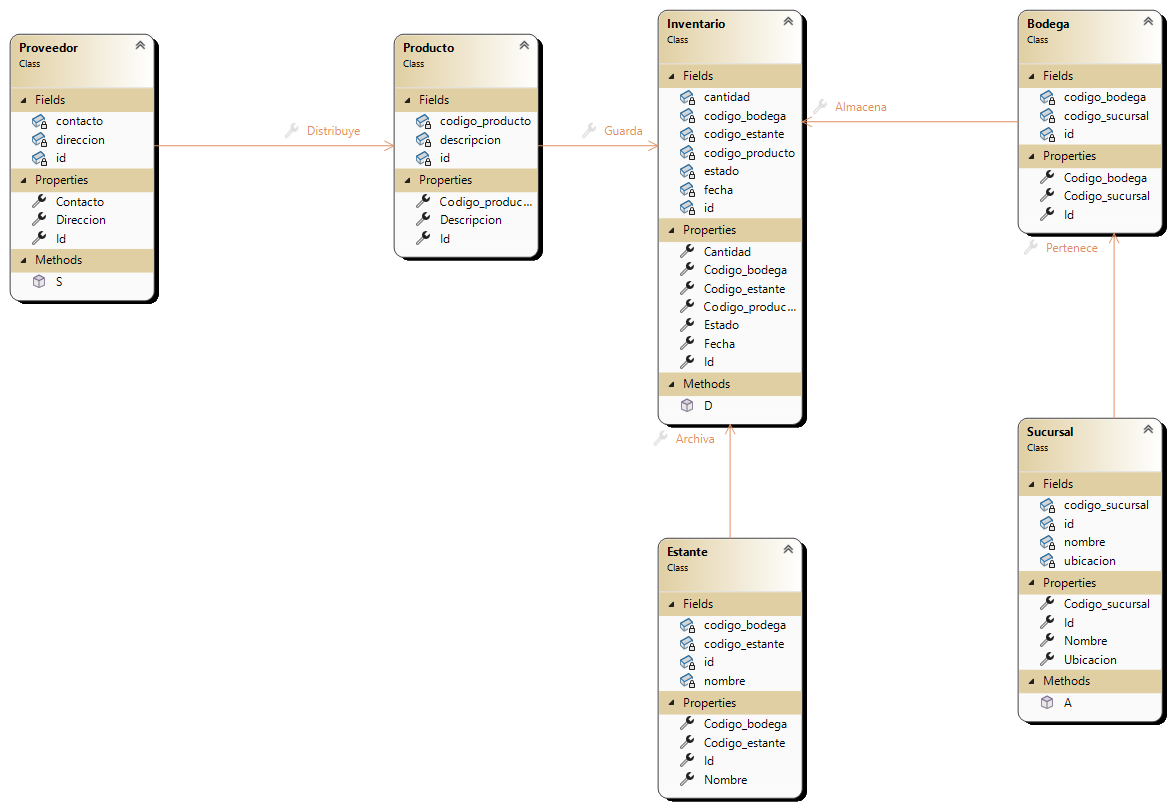 Proveedor
Class
Fields
contacto
direccion
id
Properties
Contacto
Direccion
Id
Methods
S
Distribuye
Producto
Class
Fields
codigo_producto
descripcion
id
Properties
Codigo_produc...
Descripcion
Id
Guarda
Inventario
Class
Fields
cantidad
codigo_bodega
codigo_estante
codigo_producto
estado
fecha
id
Properties
Cantidad
Codigo_bodega
Codigo_estante
Codigo_produc...
Estado
Fecha
Id
Methods
D
Almacena
Bodega
Class
Fields
codigo_bodega
codigo_sucursal
id
Properties
Codigo_bodega
Codigo_sucursal
Id
Pertenece
Archiva
Estante
Class
Fields
codigo_bodega
codigo_estante
id
nombre
Properties
Codigo_bodega
Codigo_estante
Id
Nombre
Sucursal
Class
Fields
codigo_sucursal
id
nombre
ubicacion
Properties
Codigo_sucursal
Id
Nombre
Ubicacion
Methods
A